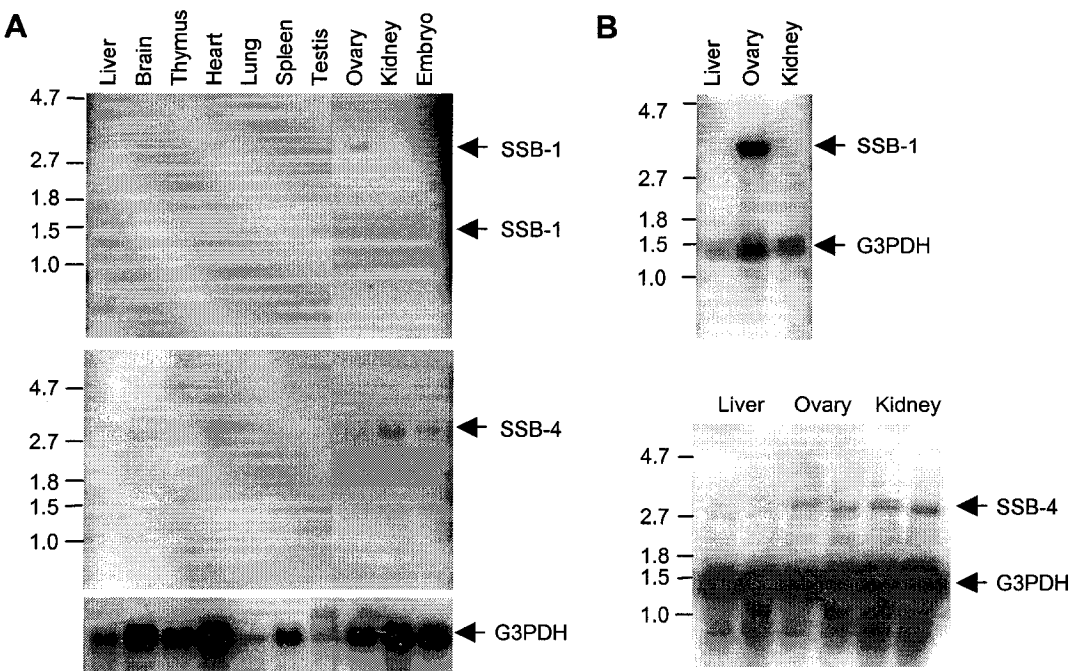 A
Liver
Brain
Thymus
Heart
Lung
Spleen
Testis
Ovary
Kidney
Embryo
4.7
2.7
1.8
1.5
1.0
SSB-1
SSB-1
4.7
2.7
1.8
1.5
1.0
SSB-4
G3PDH
B
Liver
Ovary
Kidney
4.7
2.7
1.8
1.5
1.0
SSB-1
G3PDH
Liver Ovary Kidney
4.7
2.7
1.8
1.5
1.0
SSB-4
G3PDH